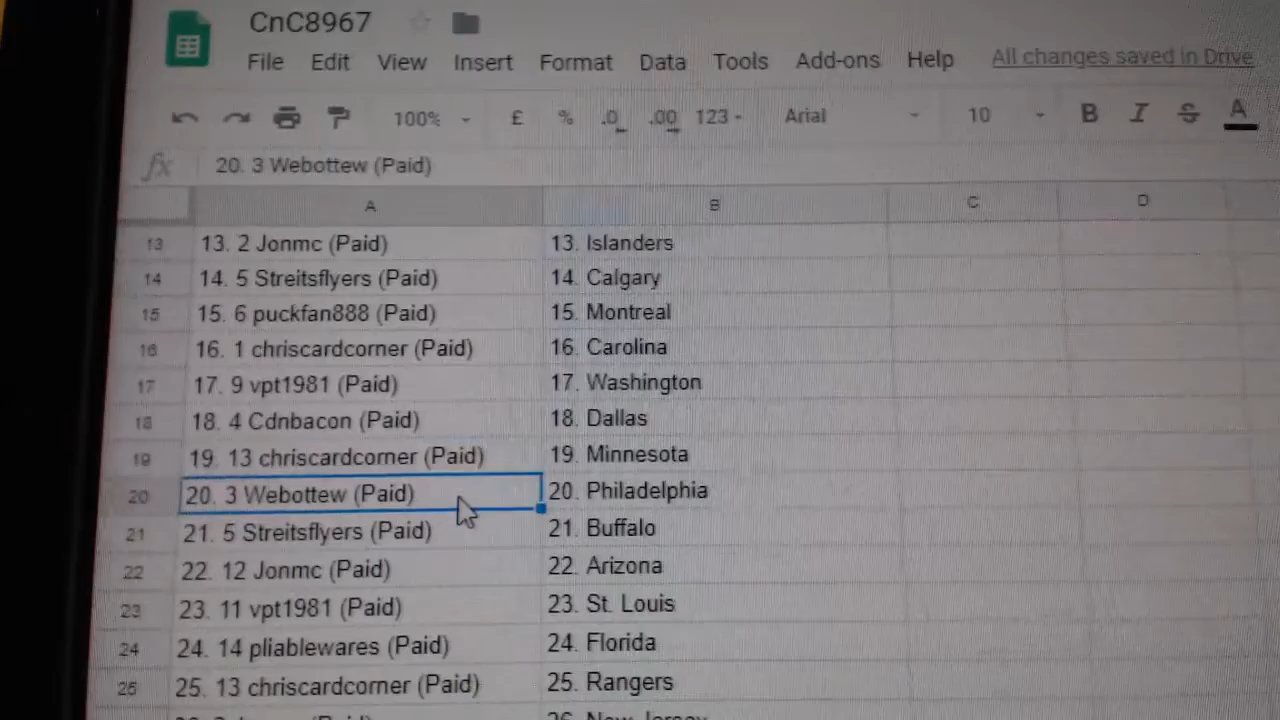 CnC8967
File Edit View Insert Format Data Tools Add-ons Help All changes saved in Drive
100% £ % .0 .00 123 Arial 10 B I S A
fx 20. 3 Webottew (Paid)
A B C D
13 13. 2 Jonmc (Paid) 13. Islanders
14 14. 5 Streitsflyers (Paid) 14. Calgary
15 15. 6 puckfan888 (Paid) 15. Montreal
16 16. 1 chriscardcorner (Paid) 16. Carolina
17 17. 9 vpt1981 (Paid) 17. Washington
18 18. 4 Cdnbacon (Paid) 18. Dallas
19 19. 13 chriscardcorner (Paid) 19. Minnesota
20 20. 3 Webottew (Paid) 20. Philadelphia
21 21. 5 Streitsflyers (Paid) 21. Buffalo
22 22. 12 Jonmc (Paid) 22. Arizona
23 23. 11 vpt1981 (Paid) 23. St. Louis
24 24. 14 pliablewares (Paid) 24. Florida
25 25. 13 chriscardcorner (Paid) 25. Rangers
26. New Jersey